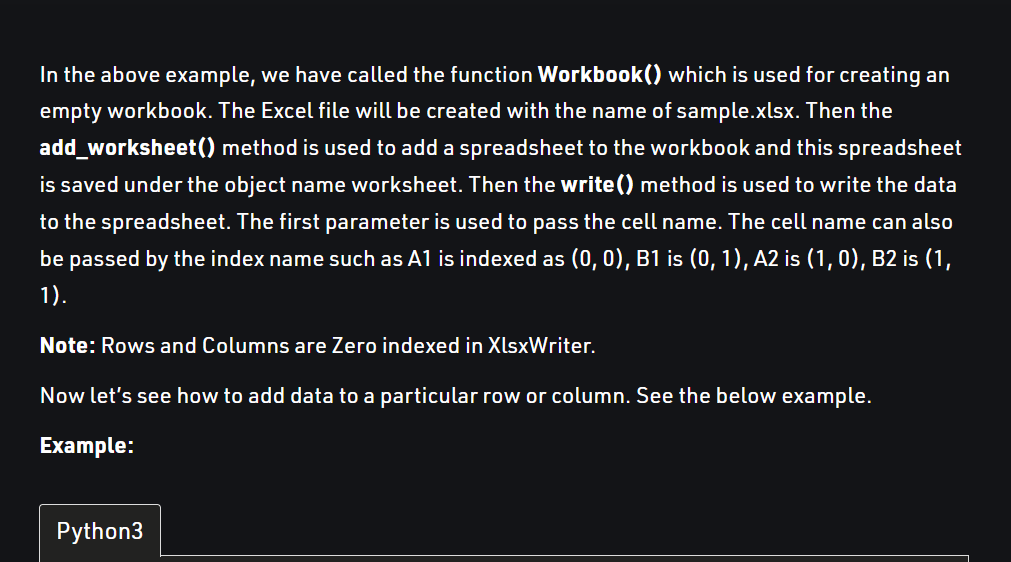 In the above example, we have called the function Workbook() which is used for creating an
empty workbook. The Excel file will be created with the name of sample.xlsx. Then the
add_worksheet() method is used to add a spreadsheet to the workbook and this spreadsheet
is saved under the object name worksheet. Then the write() method is used to write the data
to the spreadsheet. The first parameter is used to pass the cell name. The cell name can also
be passed by the index name such as A1 is indexed as (0, 0), B1 is (0, 1), A2 is (1, 0), B2 is (1,
1).
Note: Rows and Columns are Zero indexed in XlsxWriter.
Now let’s see how to add data to a particular row or column. See the below example.
Example:
Python3